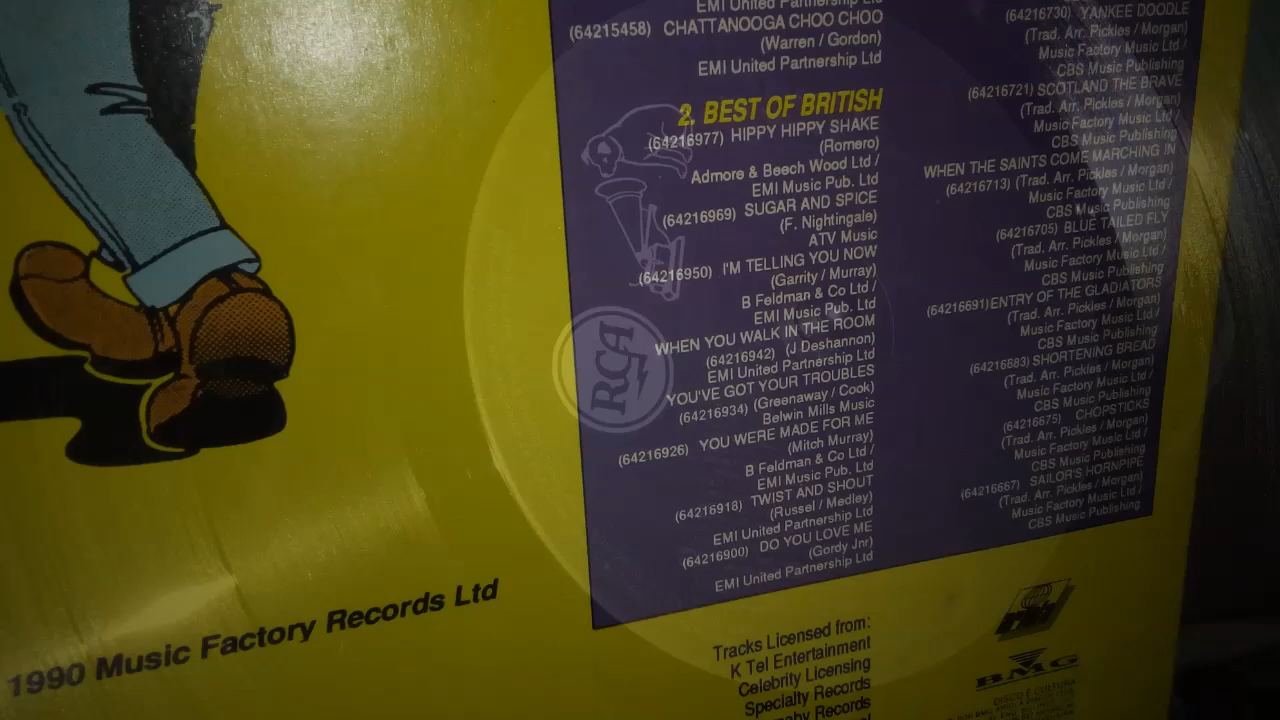 EMI United Partnership Ltd
(64215458) CHATTANOOGA CHOO CHOO
(Warren / Gordon)
EMI United Partnership Ltd
2. BEST OF BRITISH
(64216977) HIPPY HIPPY SHAKE
(Romero)
Admore & Beech Wood Ltd /
EMI Music Pub. Ltd
(64216969) SUGAR AND SPICE
(F. Nightingale)
ATV Music
(64216950) I'M TELLING YOU NOW
(Garrity / Murray)
B Feldman & Co Ltd /
EMI Music Pub. Ltd
WHEN YOU WALK IN THE ROOM
(64216942) (J Deshannon)
EMI United Partnership Ltd
YOU'VE GOT YOUR TROUBLES
(64216934) (Greenaway / Cook)
Belwin Mills Music
(64216926) YOU WERE MADE FOR ME
(Mitch Murray)
B Feldman & Co Ltd /
EMI Music Pub. Ltd
(64216918) TWIST AND SHOUT
(Russel / Medley)
EMI United Partnership Ltd
(64216900) DO YOU LOVE ME
(Gordy Jnr)
EMI United Partnership Ltd
(64216730) YANKEE DOODLE
(Trad. Arr. Pickles / Morgan)
Music Factory Music Ltd /
CBS Music Publishing
(64216721) SCOTLAND THE BRAVE
(Trad. Arr. Pickles / Morgan)
Music Factory Music Ltd /
CBS Music Publishing
WHEN THE SAINTS COME MARCHING IN
(64216713) (Trad. Arr. Pickles / Morgan)
Music Factory Music Ltd /
CBS Music Publishing
(64216705) BLUE TAILED FLY
(Trad. Arr. Pickles / Morgan)
Music Factory Music Ltd /
CBS Music Publishing
(64216691) ENTRY OF THE GLADIATORS
(Trad. Arr. Pickles / Morgan)
Music Factory Music Ltd /
CBS Music Publishing
(64216683) SHORTENING BREAD
(Trad. Arr. Pickles / Morgan)
Music Factory Music Ltd /
CBS Music Publishing
(64216675) CHOPSTICKS
(Trad. Arr. Pickles / Morgan)
Music Factory Music Ltd /
CBS Music Publishing
(64216667) SAILOR'S HORNPIPE
(Trad. Arr. Pickles / Morgan)
Music Factory Music Ltd /
CBS Music Publishing
RCA
1990 Music Factory Records Ltd
Tracks Licensed from:
K Tel Entertainment
Celebrity Licensing
Specialty Records
Records
BMG
DISCO É CULTURA